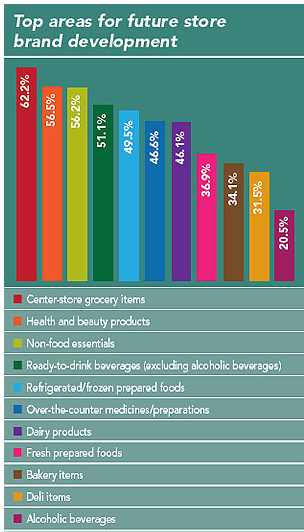 Top areas for future store
brand development
62.2%
56.5%
56.2%
51.1%
49.5%
46.6%
46.1%
36.9%
34.1%
31.5%
20.5%
Center-store grocery items
Health and beauty products
Non-food essentials
Ready-to-drink beverages (excluding alcoholic beverages)
Refrigerated/frozen prepared foods
Over-the-counter medicines/preparations
Dairy products
Fresh prepared foods
Bakery items
Deli items
Alcoholic beverages